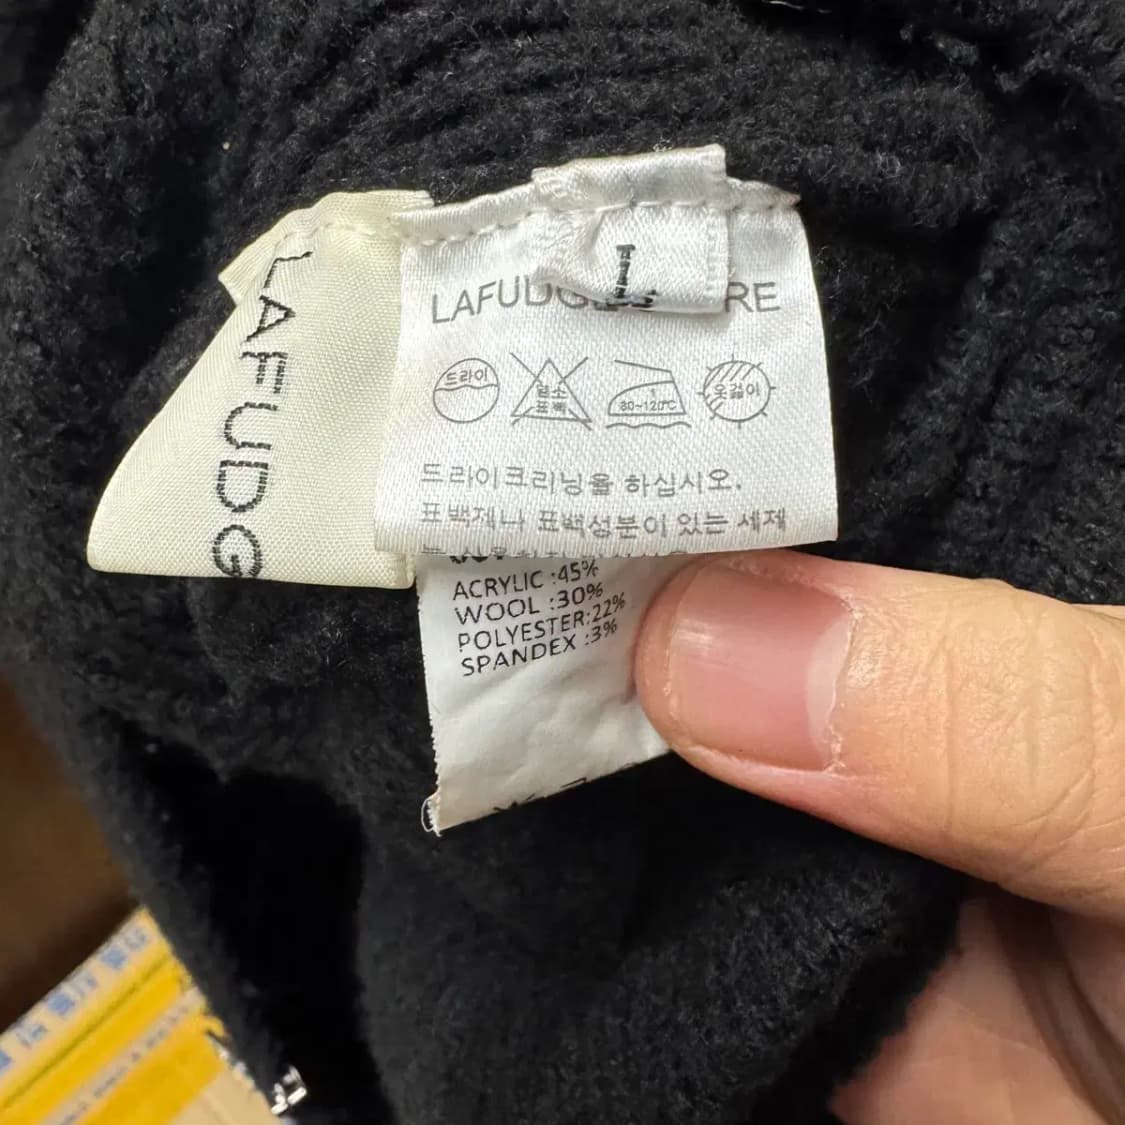 LAFUDG
LAFUDG RE
드라이
염소
표백
80~120℃
옷걸이
드라이크리닝을 하십시오.
표백제나 표백성분이 있는 세제
ACRYLIC :45%
WOOL :30%
POLYESTER:22%
SPANDEX :3%